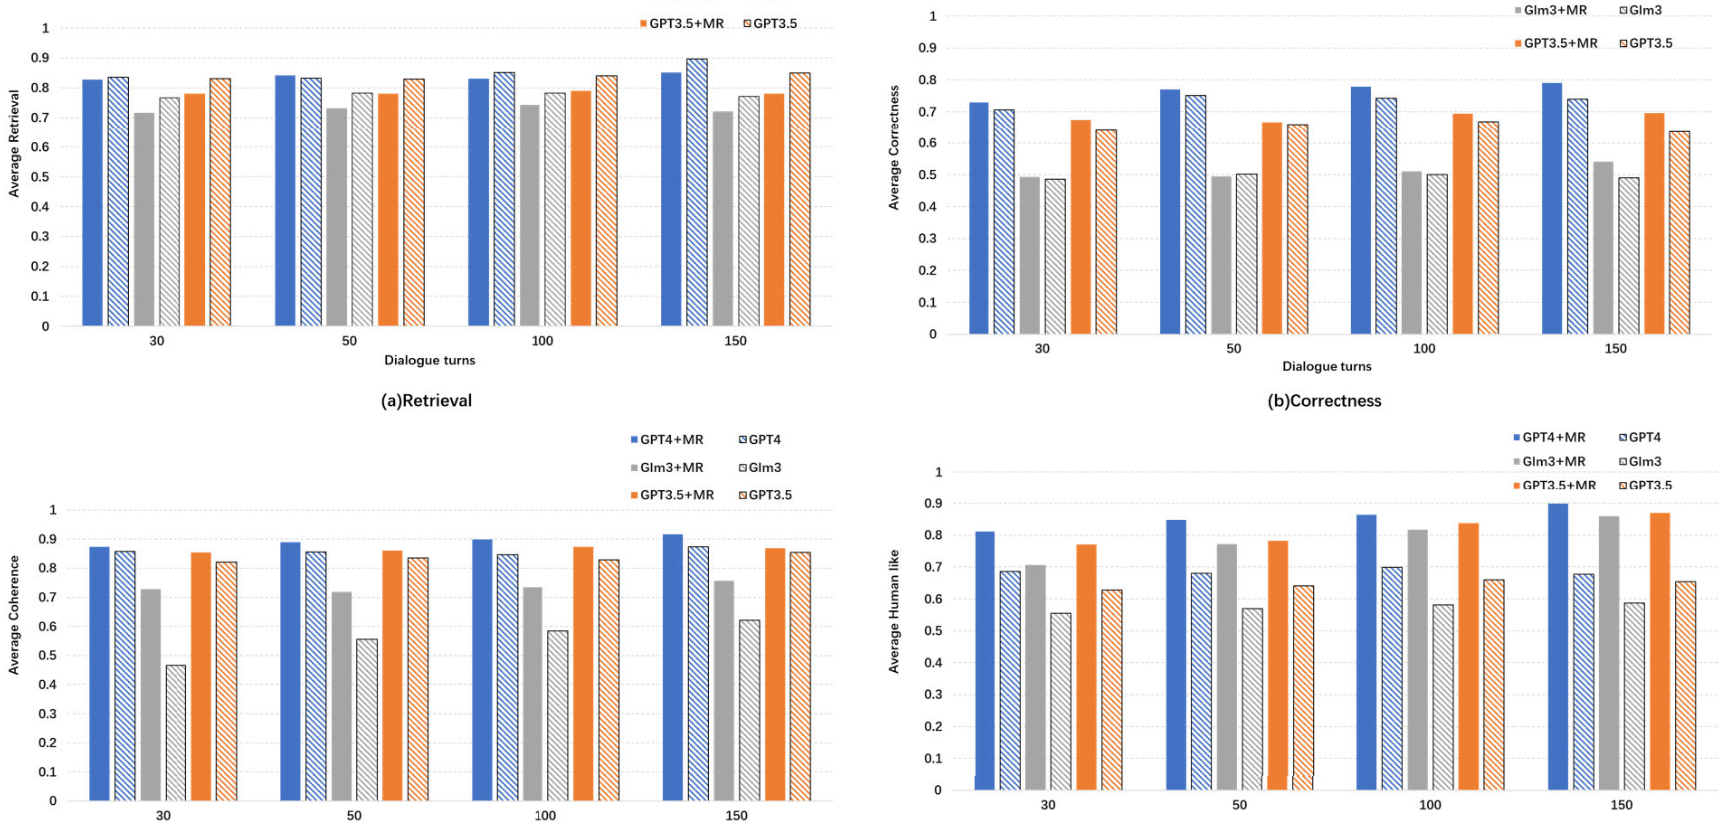 GPT3.5+MR GPT3.5
1
0.9
0.8
0.7
0.6
0.5
0.4
0.3
0.2
0.1
0
Average Retrieval
30 50 100 150
Dialogue turns
(a)Retrieval
Glm3+MR Glm3
GPT3.5+MR GPT3.5
1
0.9
0.8
0.7
0.6
0.5
0.4
0.3
0.2
0.1
0
Average Correctness
30 50 100 150
Dialogue turns
(b)Correctness
GPT4+MR GPT4
Glm3+MR Glm3
GPT3.5+MR GPT3.5
1
0.9
0.8
0.7
0.6
0.5
0.4
0.3
0.2
0.1
0
Average Coherence
30 50 100 150
GPT4+MR GPT4
Glm3+MR Glm3
GPT3.5+MR GPT3.5
1
0.9
0.8
0.7
0.6
0.5
0.4
0.3
0.2
0.1
0
Average Human like
30 50 100 150